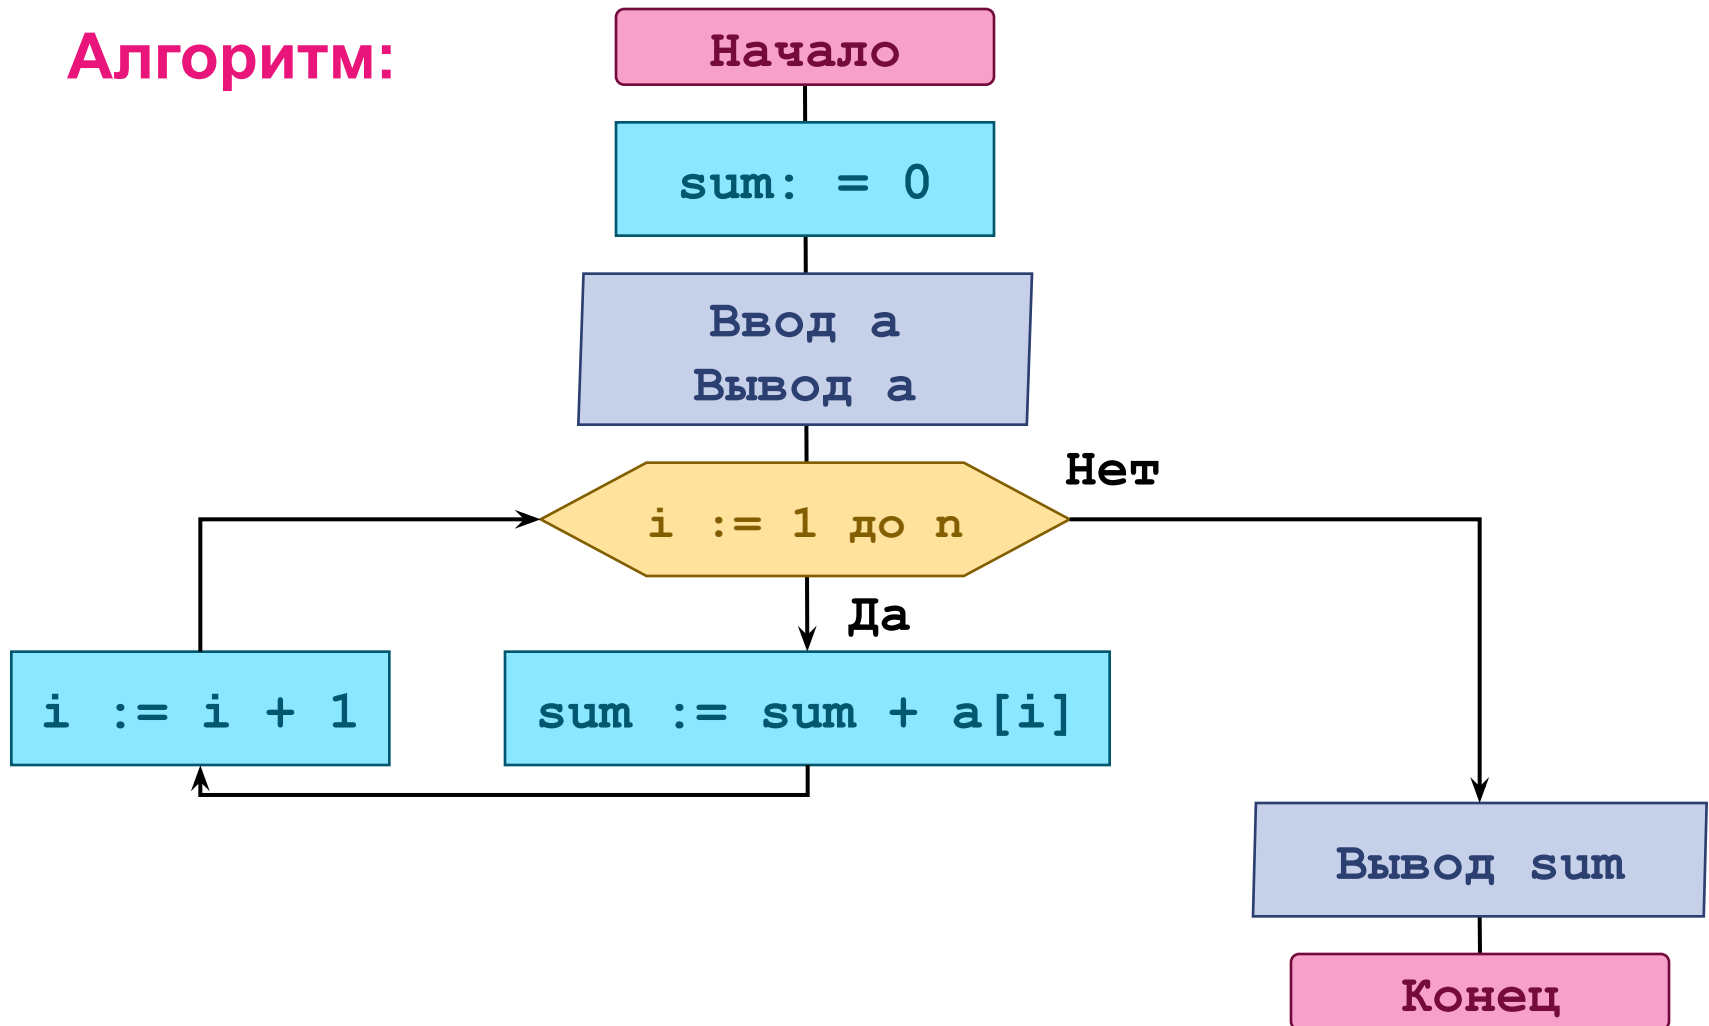 Алгоритм:
Начало
sum: = 0
Ввод a
Вывод a
i := 1 до n
Нет
Да
i := i + 1
sum := sum + a[i]
Вывод sum
Конец